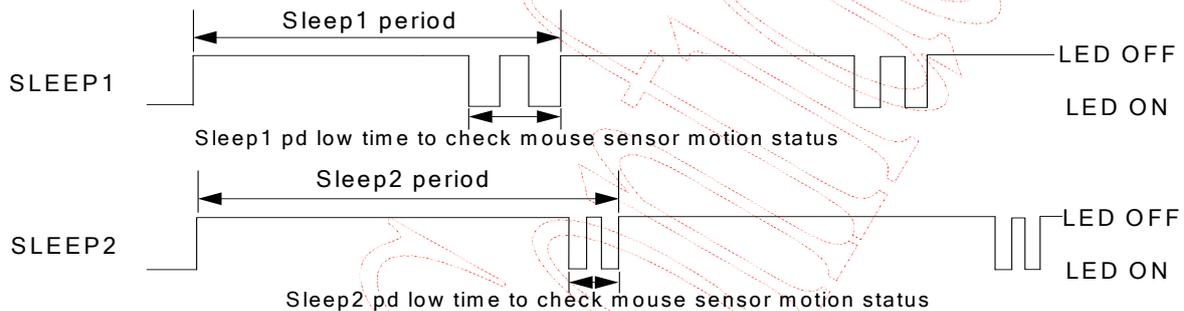 Sleep1 period
LED OFF
SLEEP1
LED ON
Sleep1 pd low time to check mouse sensor motion status
Sleep2 period
LED OFF
SLEEP2
LED ON
Sleep2 pd low time to check mouse sensor motion status